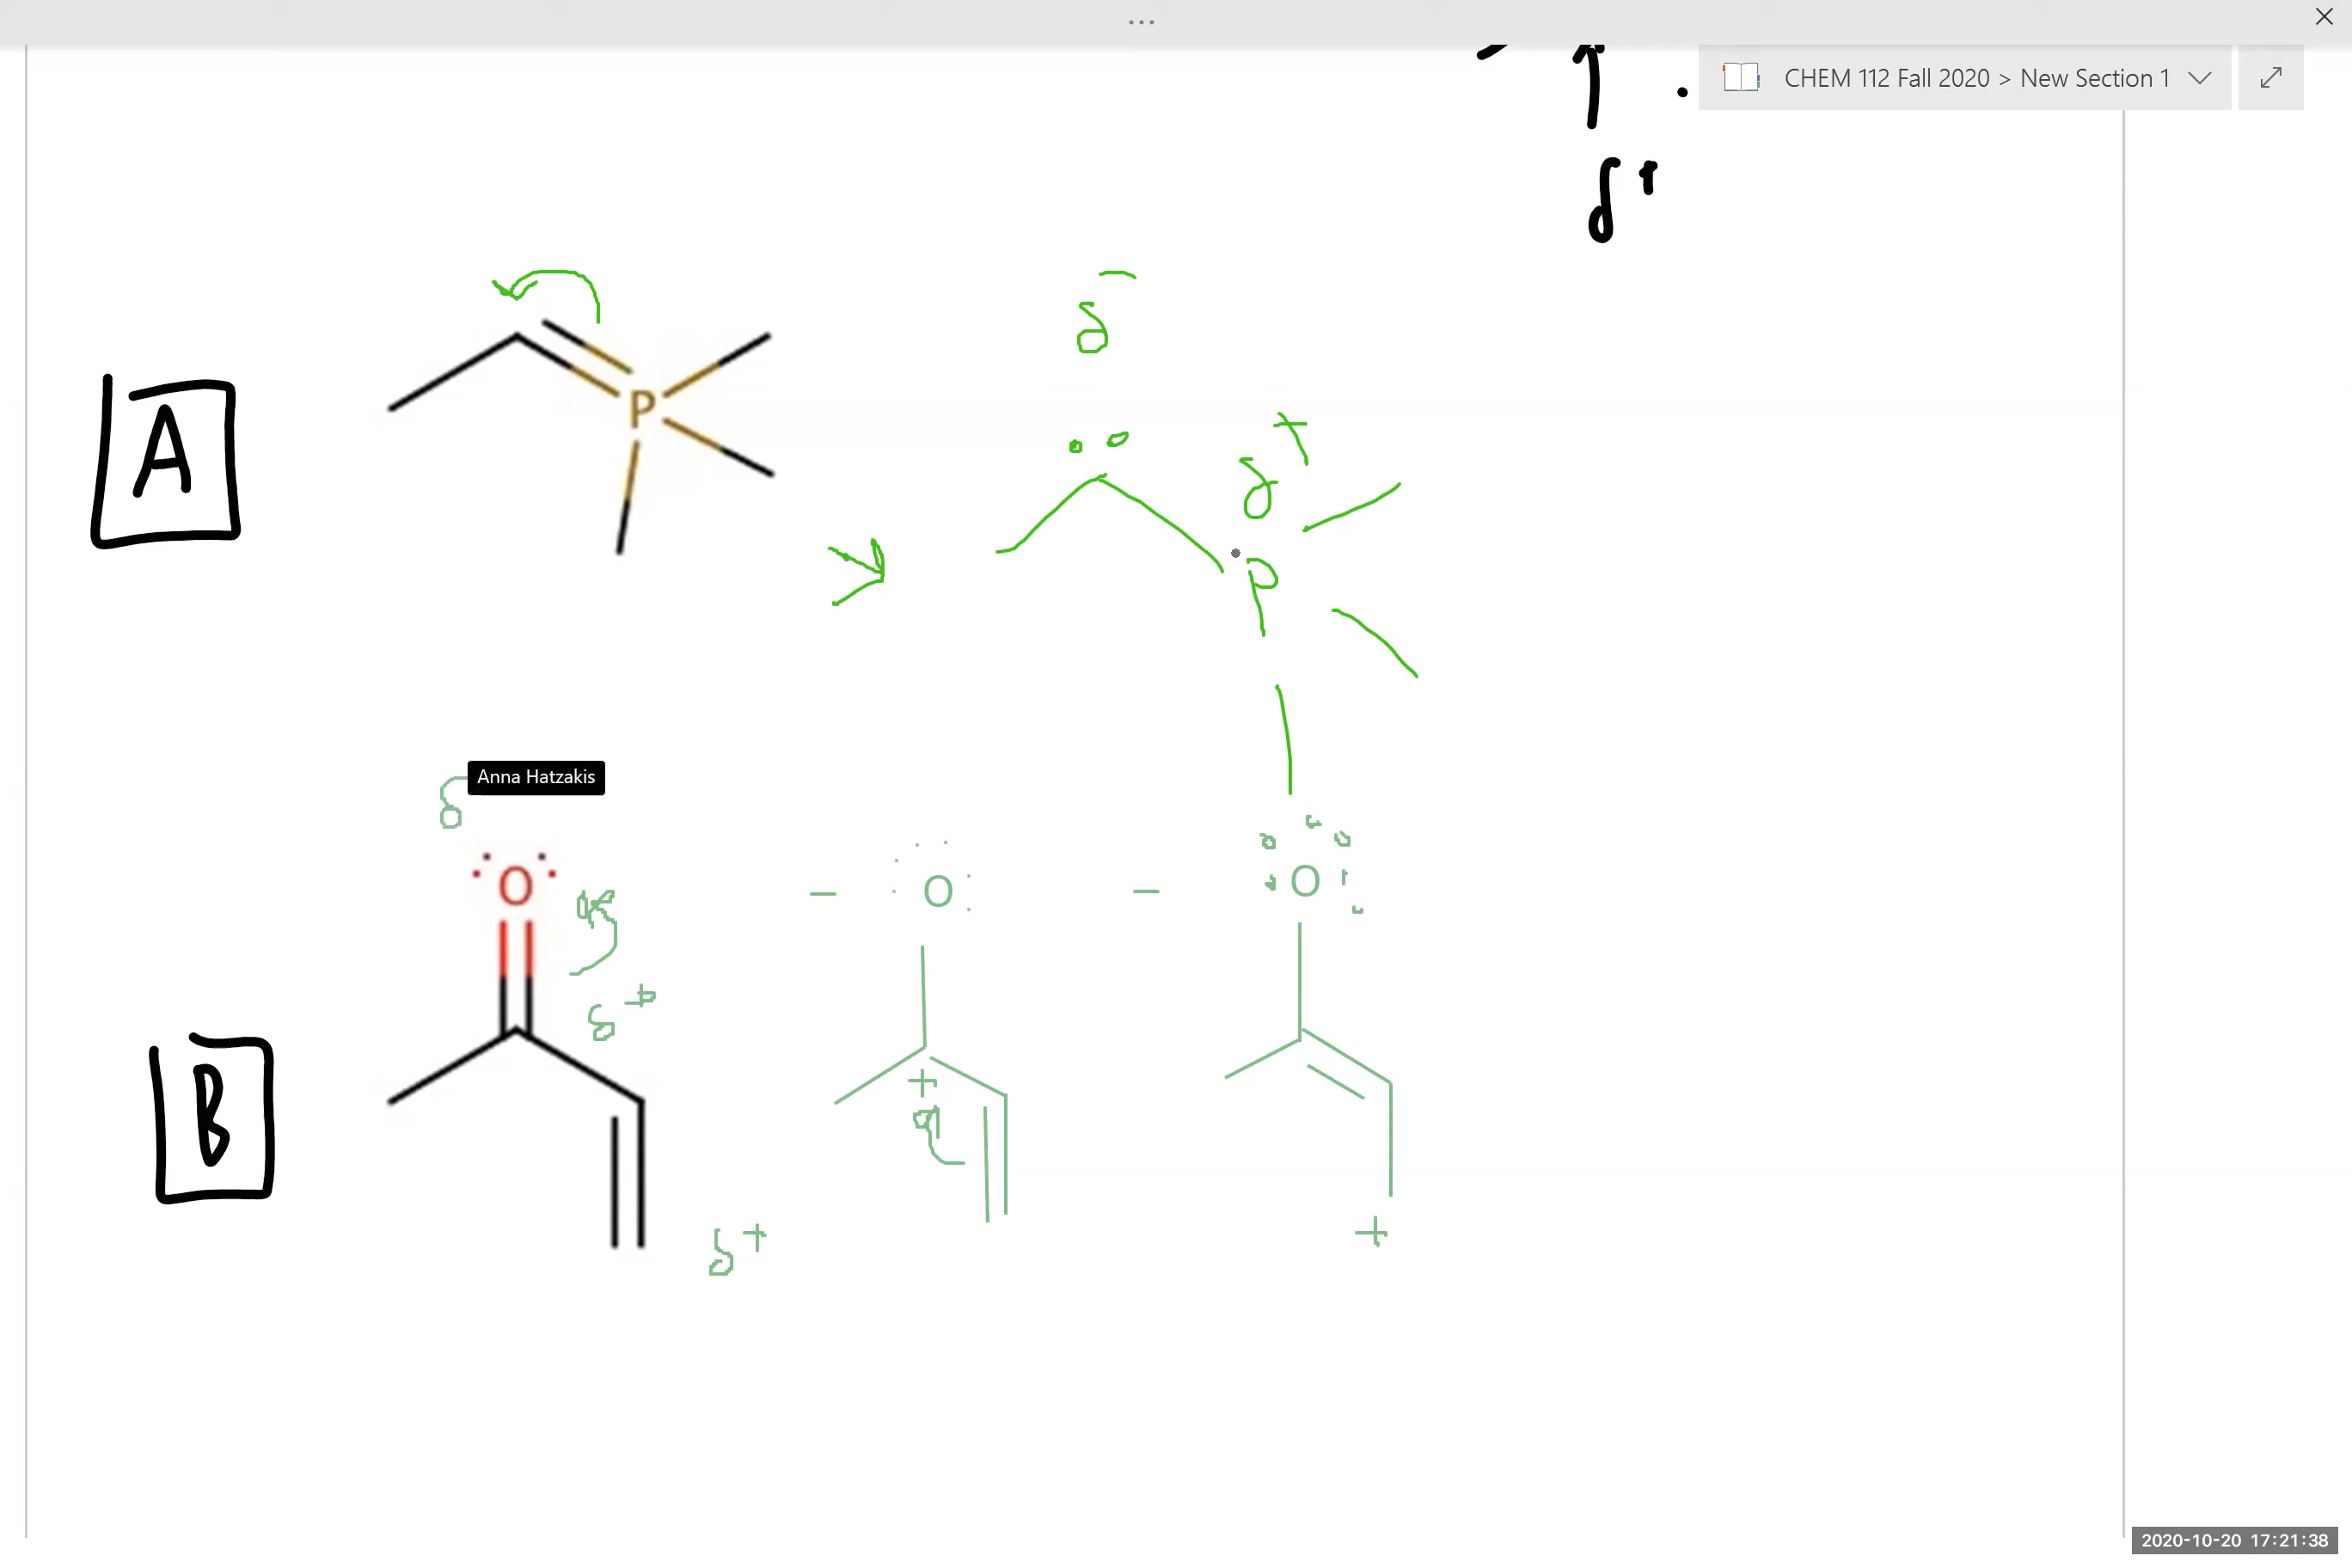 ...
CHEM 112 Fall 2020 > New Section 1
δ+
δ−
A
P
δ+
P
δ
Anna Hatzakis
O
− O
− O
δ+
B
+
δ+
+
2020-10-20 17:21:38